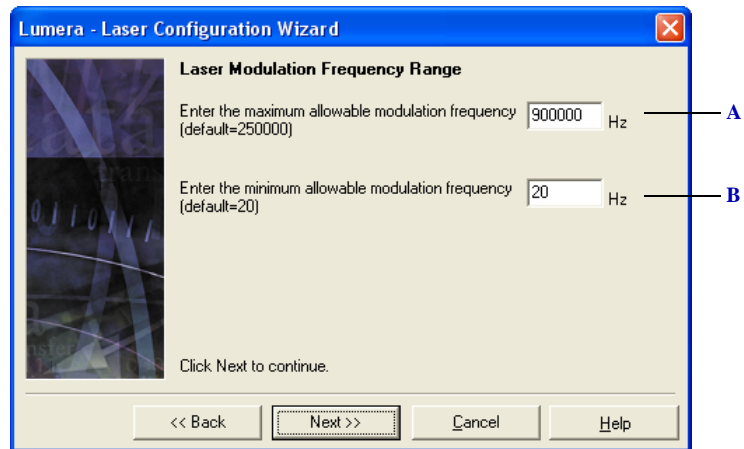 Lumera - Laser Configuration Wizard
Laser Modulation Frequency Range
Enter the maximum allowable modulation frequency
(default=250000)
900000 Hz
A
Enter the minimum allowable modulation frequency
(default=20)
20 Hz
B
Click Next to continue.
<< Back Next >> Cancel Help